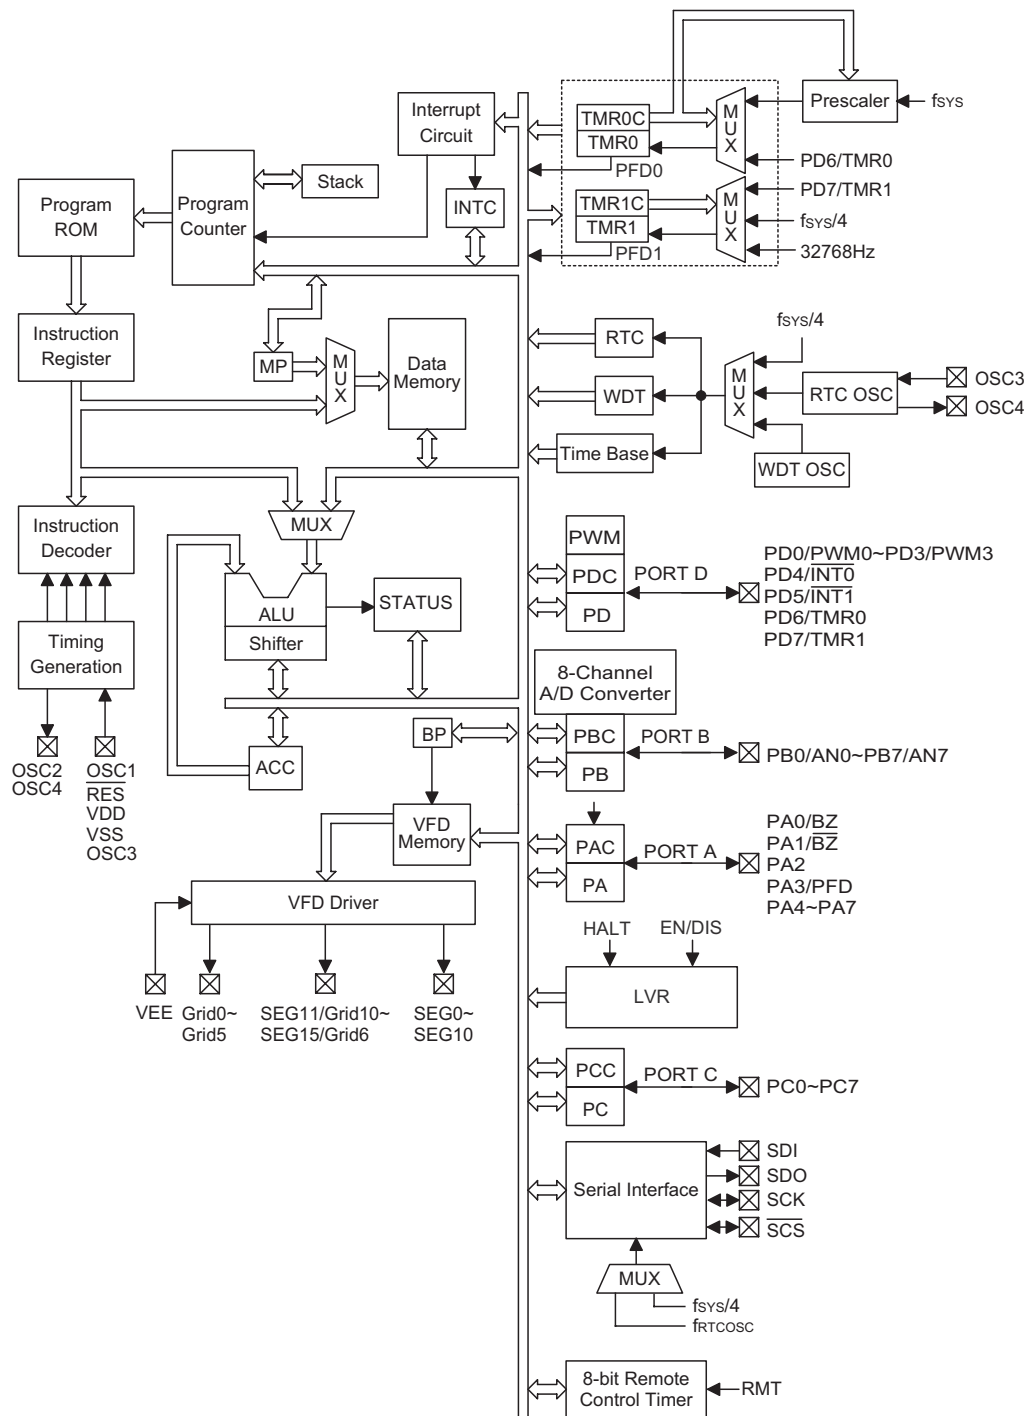 Interrupt
Circuit
TMR0C
TMR0
MUX
Prescaler
fSYS
PD6/TMR0
PFD0
Program
ROM
Program
Counter
Stack
INTC
TMR1C
TMR1
MUX
PD7/TMR1
fSYS/4
32768Hz
PFD1
Instruction
Register
MP
MUX
Data
Memory
RTC
WDT
Time Base
MUX
fSYS/4
RTC OSC
OSC3
OSC4
WDT OSC
Instruction
Decoder
MUX
ALU
Shifter
STATUS
Timing
Generation
PWM
PDC
PD
PORT D
PD0/PWM0~PD3/PWM3
PD4/I̅N̅T̅0̅
PD5/I̅N̅T̅1̅
PD6/TMR0
PD7/TMR1
8-Channel
A/D Converter
PBC
PB
PORT B
PB0/AN0~PB7/AN7
OSC2
OSC4
OSC1
R̅E̅S̅
VDD
VSS
OSC3
ACC
BP
VFD
Memory
PAC
PA
PORT A
PA0/BZ
PA1/B̅Z̅
PA2
PA3/PFD
PA4~PA7
VFD Driver
VEE
Grid0~
Grid5
SEG11/Grid10~
SEG15/Grid6
SEG0~
SEG10
HALT
EN/DIS
LVR
PCC
PC
PORT C
PC0~PC7
Serial Interface
SDI
SDO
SCK
S̅C̅S̅
MUX
fSYS/4
fRTCOSC
8-bit Remote
Control Timer
RMT